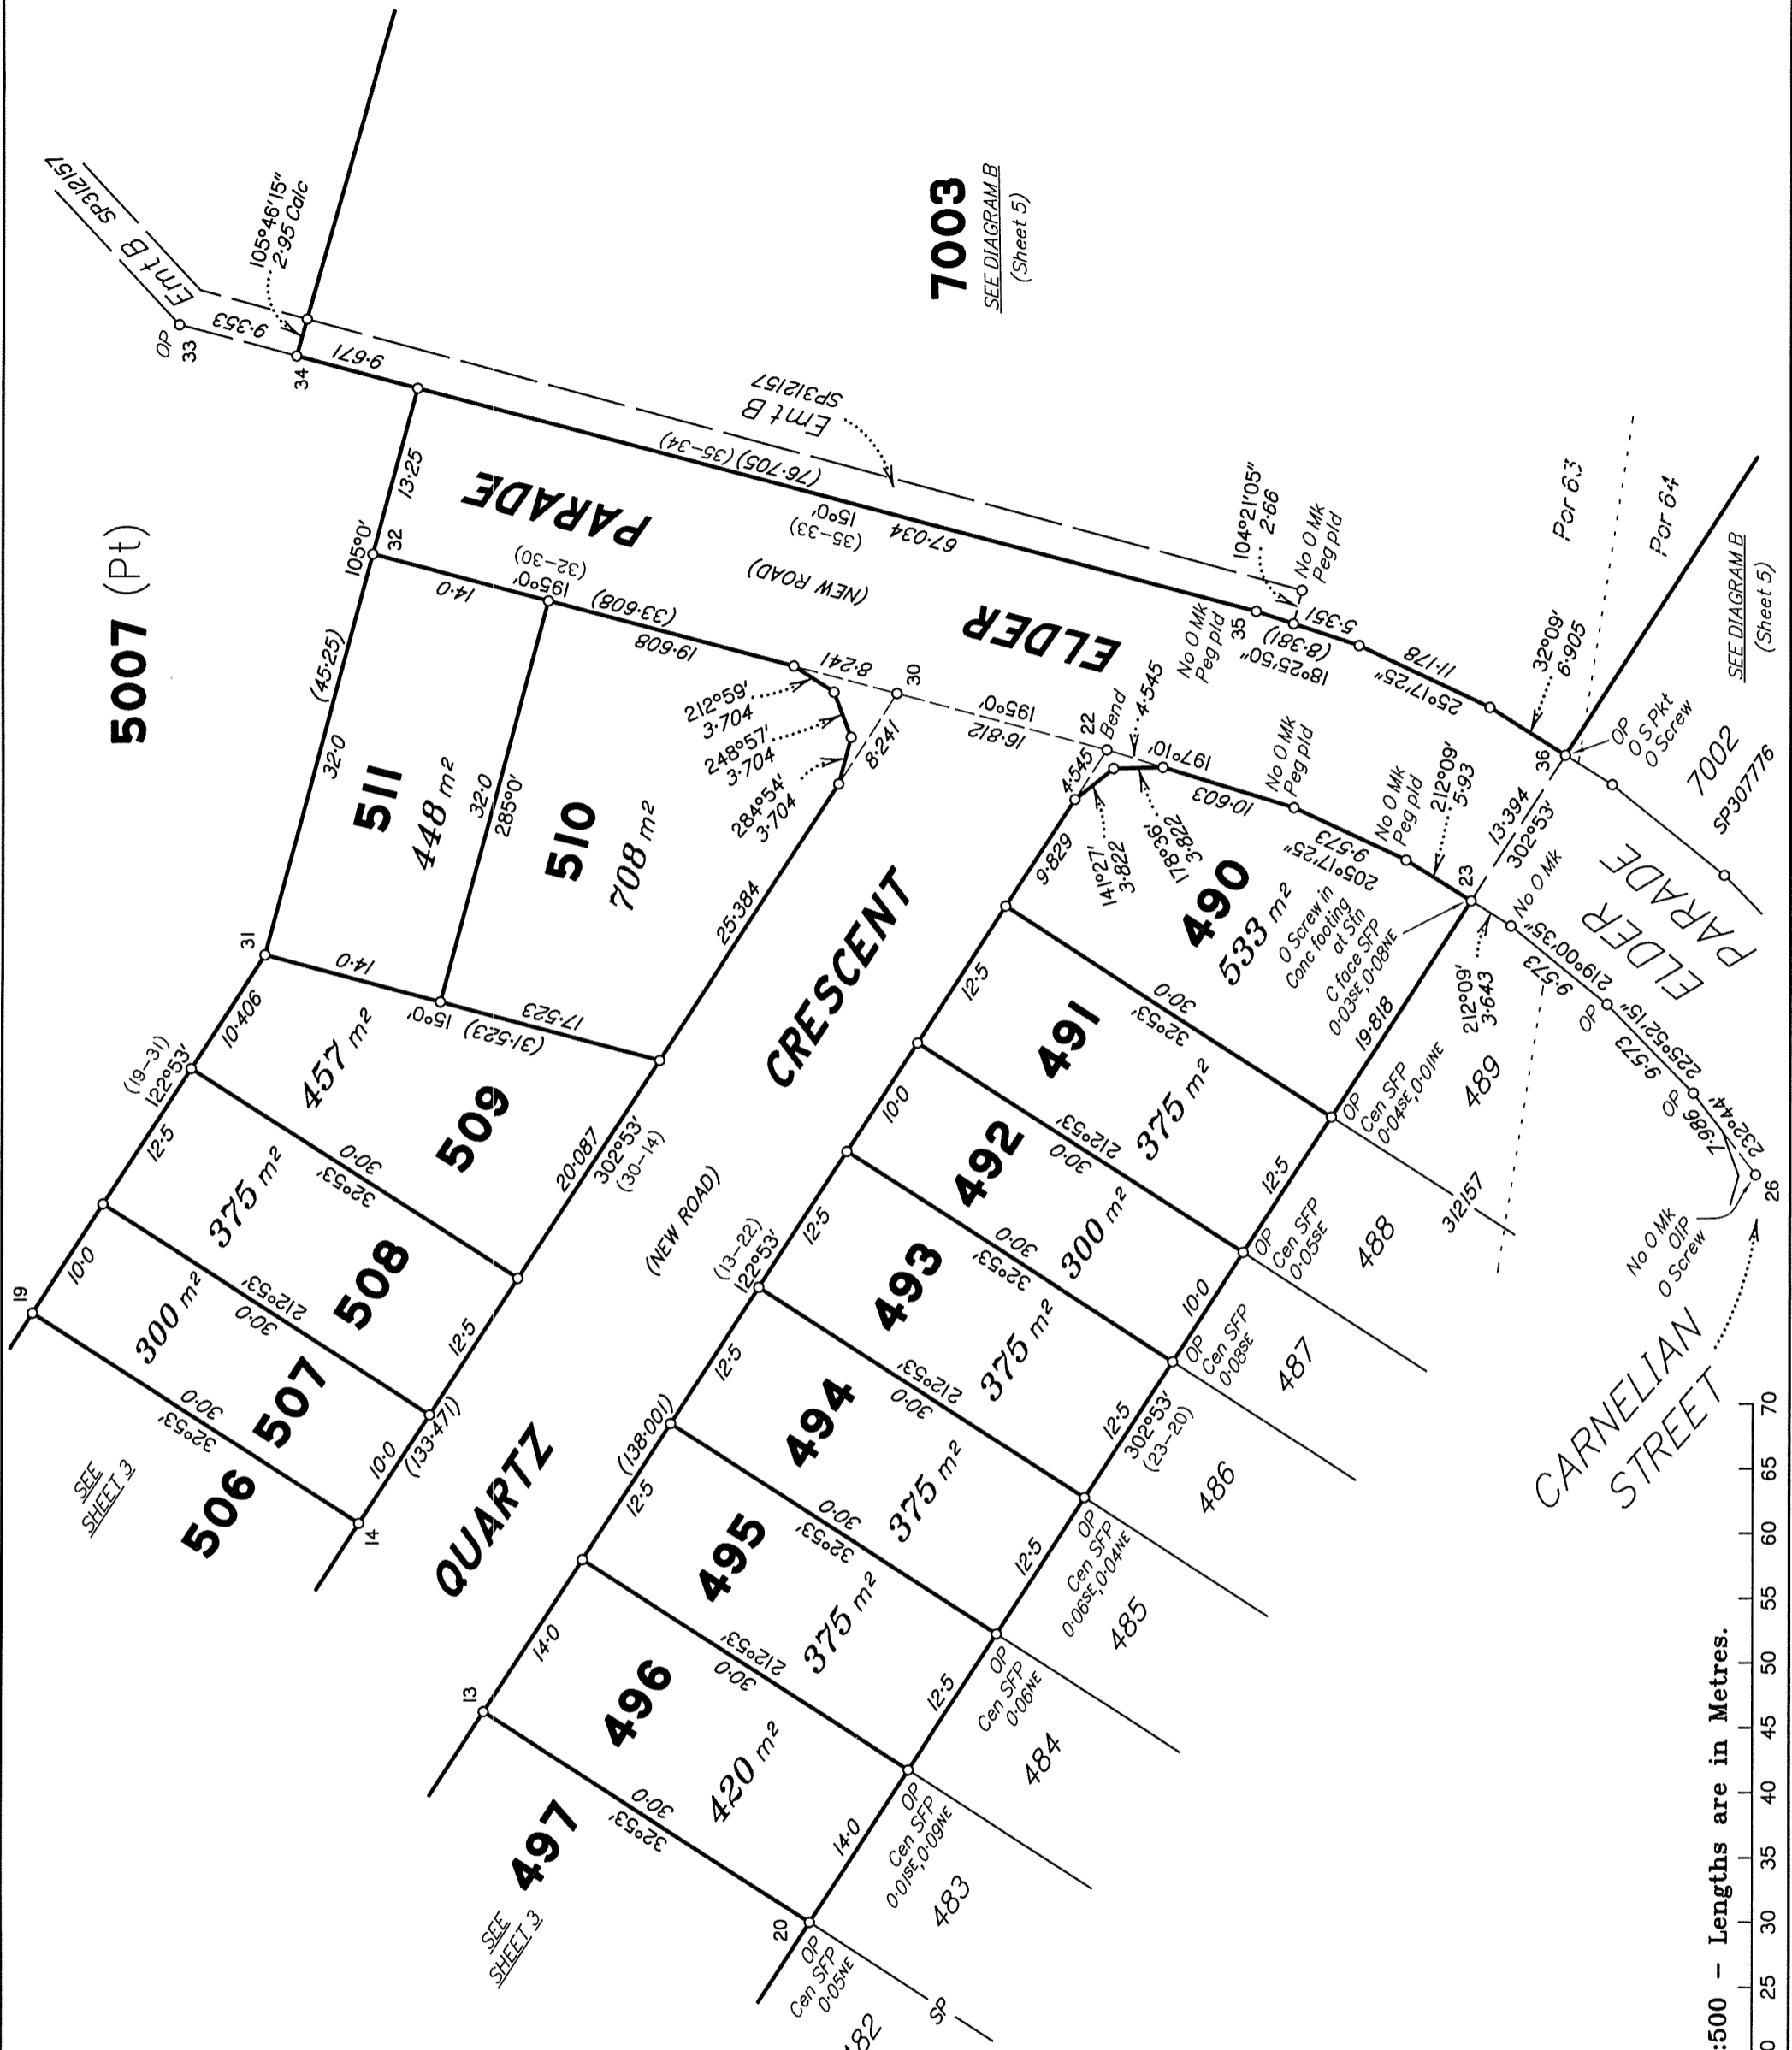 SP312157
Emt B
105°46'15"
2·95 Calc
OP
33
9·353
34
9·671
5007 (Pt)
7003
SEE DIAGRAM B
(Sheet 5)
Emt B
SP312157
(76·705) (35–34)
15°0'
(35–33)
67·034
13·25
105°0'
32
PARADE
(32–30)
195°0'
14·0
(33·608)
19·608
(NEW ROAD)
ELDER
8·241
30
(45·25)
32·0
511
448 m²
32·0
285°0'
510
708 m²
212°59'
3·704
248°57'
3·704
284°54'
3·704
8·241
25·384
195°0'
16·812
22
Bend
4·545
4·545
197°10'
104°21'05"
2·66
No O Mk
Peg pld
No O Mk
Peg pld
35
5·351
(8·381)
18°25'50"
11·178
25°17'25"
32°09'
6·905
Por 63
Por 64
SEE DIAGRAM B
(Sheet 5)
31
14·0
15°0'
(31·523)
17·523
10·406
(19–31)
122°53'
457 m²
509
12·5
32°53'
30·0
20·087
302°53'
(30–14)
375 m²
508
12·5
10·0
19
212°53'
30·0
300 m²
507
32°53'
30·0
10·0
(133·471)
14
SEE
SHEET 3
506
CRESCENT
(NEW ROAD)
QUARTZ
9·829
141°27'
3·822
178°36'
3·822
10·603
No O Mk
Peg pld
9·573
205°17'25"
No O Mk
Peg pld
212°09'
5·93
490
533 m²
O Screw in
Conc footing
at Stn
C face SFP
0·03SE, 0·08NE
23
13·394
302°53'
36
OP
O S Pkt
O Screw
7002
SP307776
No O Mk
ELDER
PARADE
19·818
212°09'
3·643
9·573
219°00'35"
OP
9·573
225°52'15"
OP
7·986
232°44'
26
No O Mk
OIP
O Screw
12·5
491
375 m²
30·0
32°53'
OP
Cen SFP
0·04SE, 0·01NE
489
10·0
492
300 m²
30·0
212°53'
12·5
OP
Cen SFP
0·05SE
488
312157
12·5
493
375 m²
30·0
32°53'
10·0
OP
Cen SFP
0·08SE
487
(13–22)
122°53'
12·5
494
375 m²
30·0
212°53'
12·5
302°53'
(23–20)
486
(138·001)
12·5
495
375 m²
30·0
32°53'
12·5
OP
Cen SFP
0·06SE, 0·04NE
485
13
14·0
496
420 m²
30·0
212°53'
12·5
OP
Cen SFP
0·06NE
484
30·0
32°53'
14·0
OP
Cen SFP
0·01SE, 0·09NE
483
SEE
SHEET 3
497
20
OP
Cen SFP
0·05NE
SP
CARNELIAN
STREET
:500 – Lengths are in Metres.
25 30 35 40 45 50 55 60 65 70